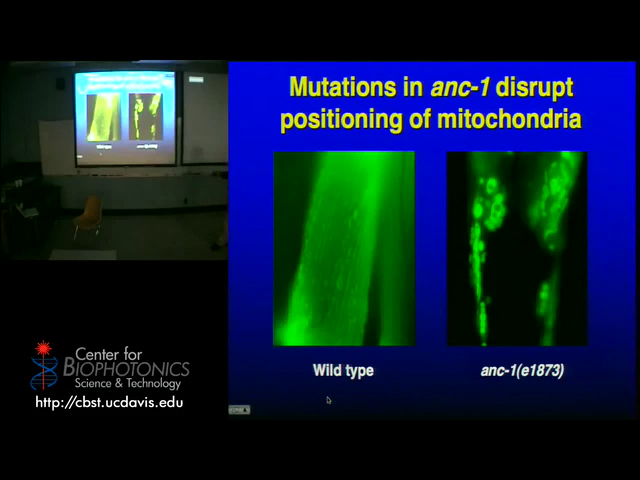 Mutations in anc-1 disrupt
positioning of mitochondria
Wild type
anc-1(e1873)
Center for
BIOPHOTONICS
Science & Technology
http://cbst.ucdavis.edu